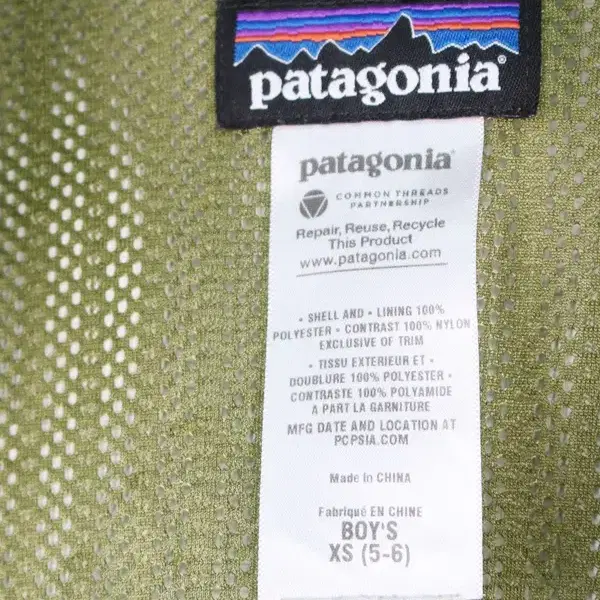 patagonia®
patagonia®
COMMON THREADS
PARTNERSHIP
Repair, Reuse, Recycle
This Product
www.patagonia.com
• SHELL AND • LINING 100%
POLYESTER • CONTRAST 100% NYLON
EXCLUSIVE OF TRIM
• TISSU EXTERIEUR ET •
DOUBLURE 100% POLYESTER •
CONTRASTE 100% POLYAMIDE
A PART LA GARNITURE
MFG DATE AND LOCATION AT
PCPSIA.COM
Made in CHINA
Fabriqué EN CHINE
BOY'S
XS (5-6)